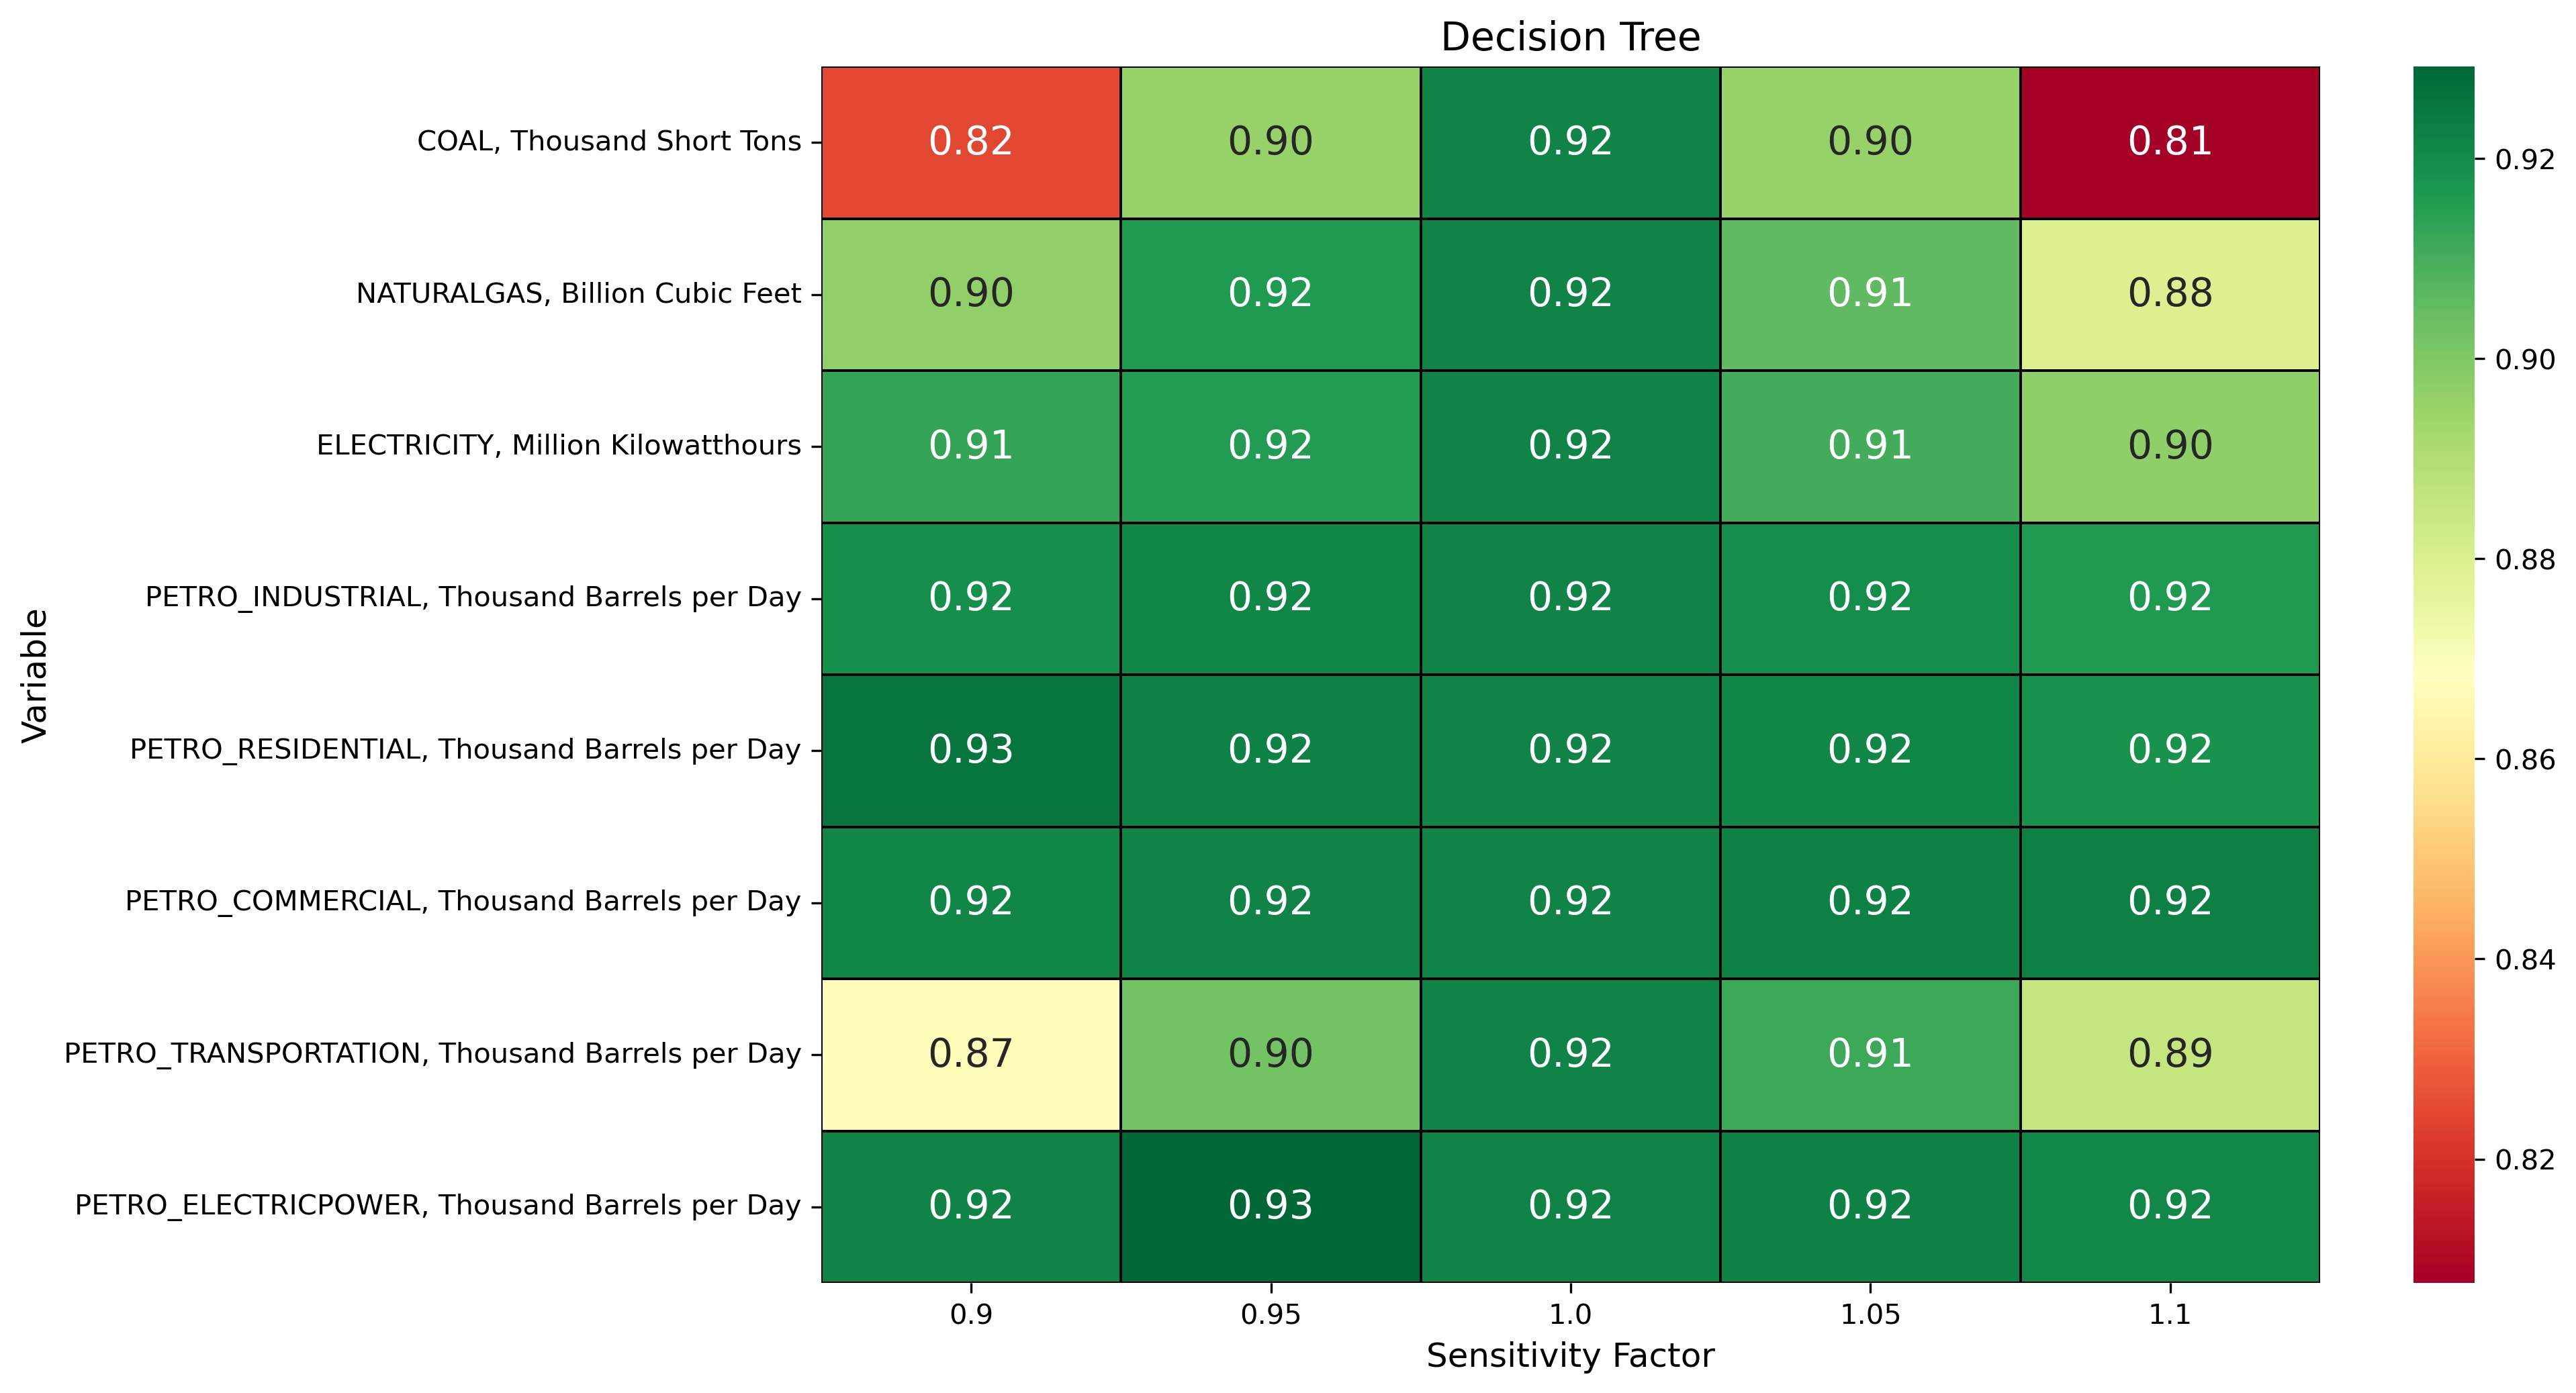 Decision Tree
COAL, Thousand Short Tons 0.82 0.90 0.92 0.90 0.81
NATURALGAS, Billion Cubic Feet 0.90 0.92 0.92 0.91 0.88
ELECTRICITY, Million Kilowatthours 0.91 0.92 0.92 0.91 0.90
PETRO_INDUSTRIAL, Thousand Barrels per Day 0.92 0.92 0.92 0.92 0.92
PETRO_RESIDENTIAL, Thousand Barrels per Day 0.93 0.92 0.92 0.92 0.92
PETRO_COMMERCIAL, Thousand Barrels per Day 0.92 0.92 0.92 0.92 0.92
PETRO_TRANSPORTATION, Thousand Barrels per Day 0.87 0.90 0.92 0.91 0.89
PETRO_ELECTRICPOWER, Thousand Barrels per Day 0.92 0.93 0.92 0.92 0.92
0.9 0.95 1.0 1.05 1.1
Sensitivity Factor
Variable
0.92
0.90
0.88
0.86
0.84
0.82